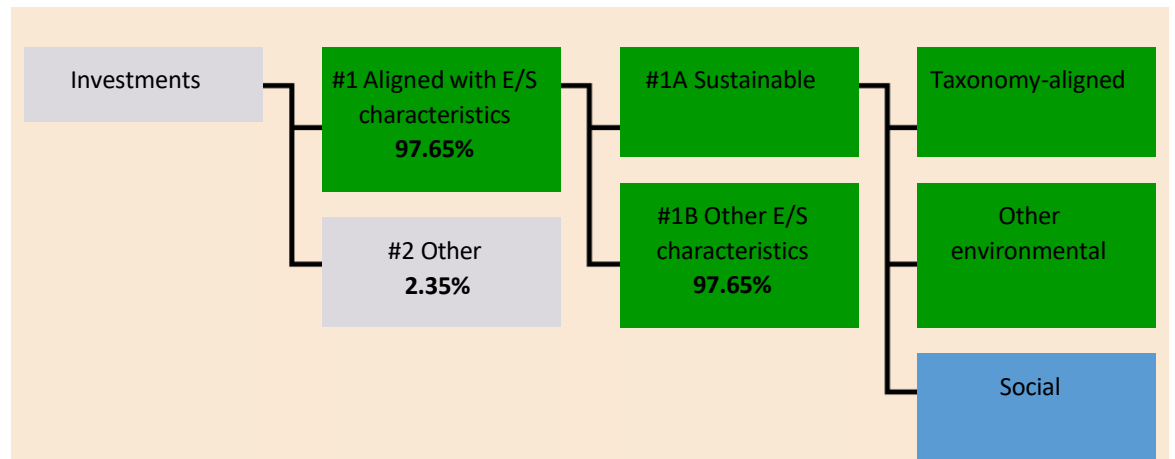 Investments
#1 Aligned with E/S
characteristics
97.65%
#2 Other
2.35%
#1A Sustainable
#1B Other E/S
characteristics
97.65%
Taxonomy-aligned
Other
environmental
Social